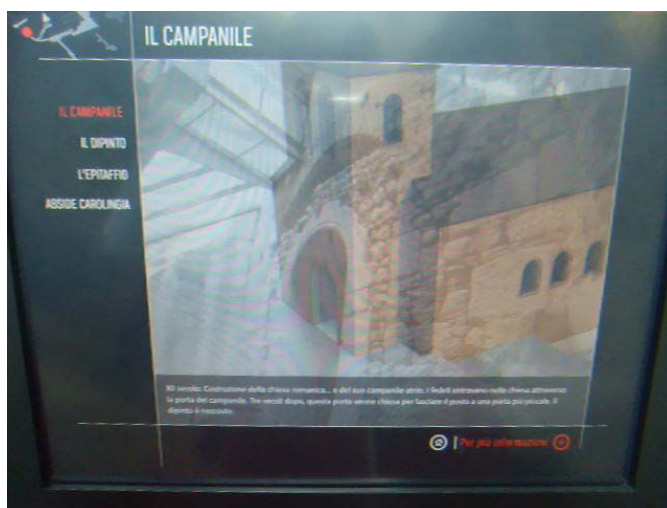 IL CAMPANILE
IL CAMPANILE
IL DIPINTO
L'EPITAFFIO
ABSIDE CAROLINGIA
XII secolo: Costruzione della chiesa romanica... e del suo campanile atrio. I fedeli entravano nella chiesa attraverso
la porta del campanile. Tre secoli dopo, questa porta venne chiusa per lasciare il posto a una porta più piccola. Il
dipinto è nascosto.
Per più informazioni